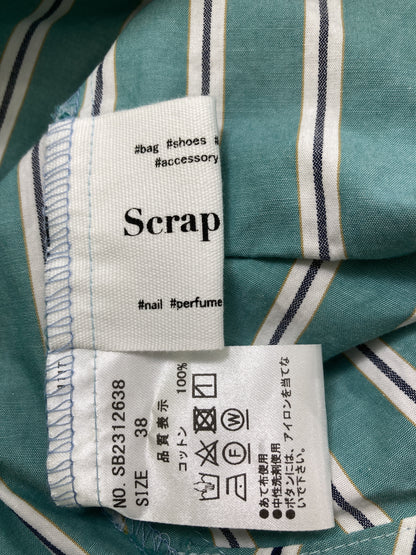 #bag #shoes #
#accessory
Scrap
#nail #perfume
NO. SB2312638
SIZE 38
品質表示
コットン 100%
F W
●あて布使用
●中性洗剤使用
●ボタンには、アイロンを当てな
いで下さい。